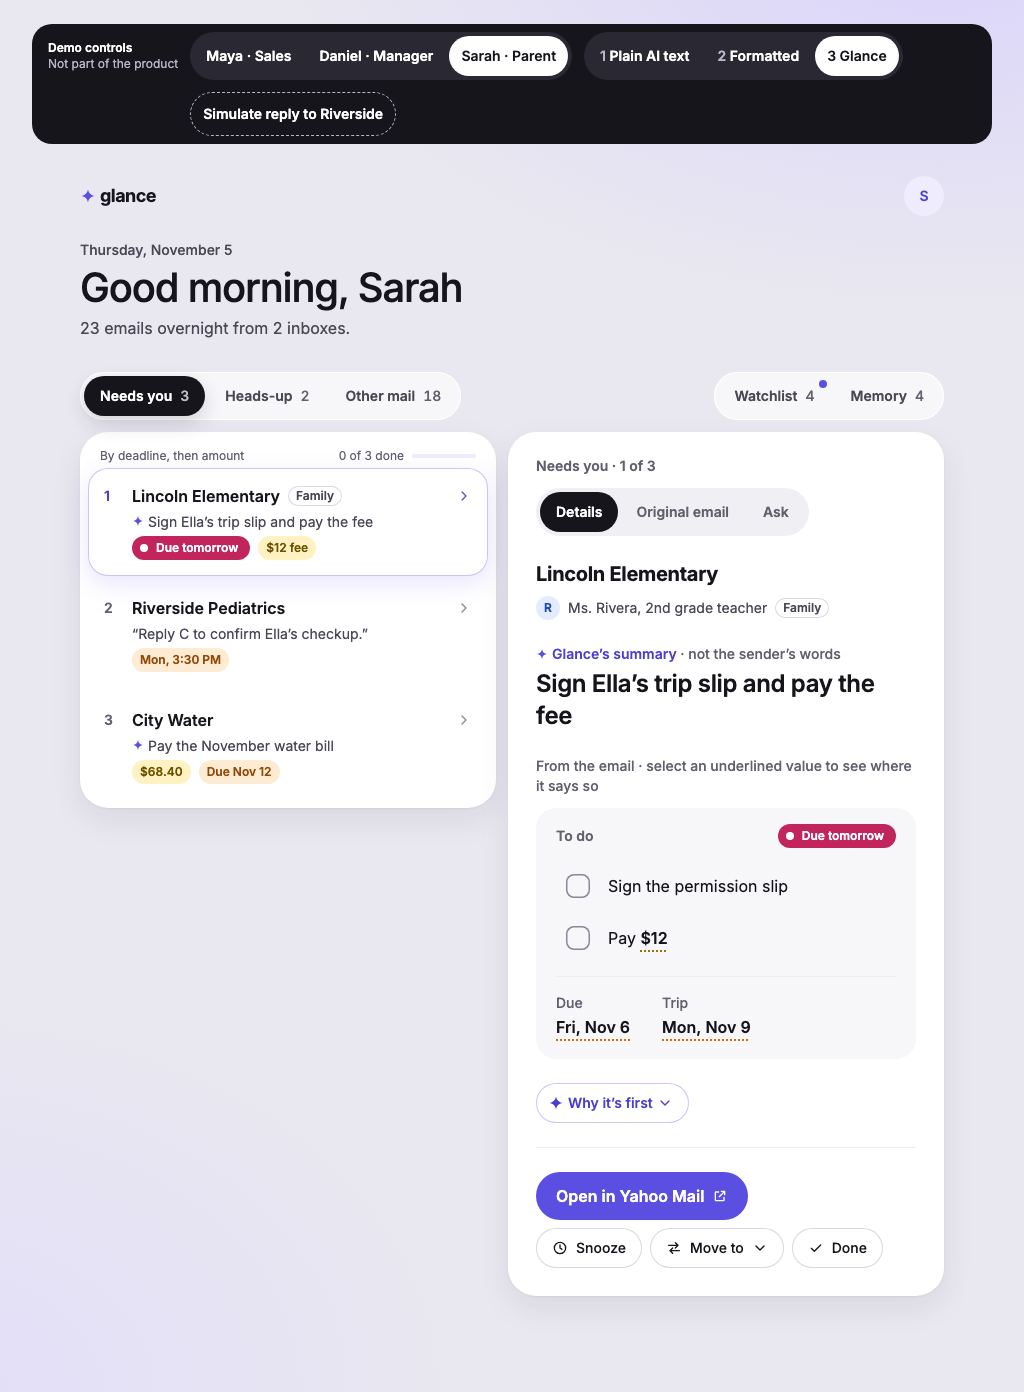 Demo controls
Not part of the product
Maya · Sales
Daniel · Manager
Sarah · Parent
1 Plain AI text
2 Formatted
3 Glance
Simulate reply to Riverside
glance
S
Thursday, November 5
Good morning, Sarah
23 emails overnight from 2 inboxes.
Needs you 3
Heads-up 2
Other mail 18
Watchlist 4
Memory 4
By deadline, then amount
0 of 3 done
1 Lincoln Elementary Family
Sign Ella’s trip slip and pay the fee
Due tomorrow $12 fee
2 Riverside Pediatrics
“Reply C to confirm Ella’s checkup.”
Mon, 3:30 PM
3 City Water
Pay the November water bill
$68.40 Due Nov 12
Needs you · 1 of 3
Details
Original email
Ask
Lincoln Elementary
R Ms. Rivera, 2nd grade teacher Family
Glance’s summary · not the sender’s words
Sign Ella’s trip slip and pay the
fee
From the email · select an underlined value to see where
it says so
To do
Due tomorrow
Sign the permission slip
Pay $12
Due Trip
Fri, Nov 6 Mon, Nov 9
Why it’s first
Open in Yahoo Mail
Snooze
Move to
Done